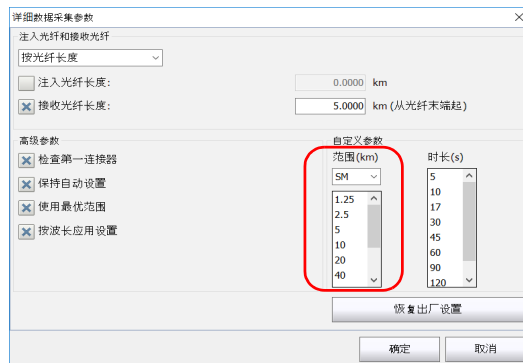 详细数据采集参数
注入光纤和接收光纤
按光纤长度
注入光纤长度: 0.0000 km
接收光纤长度: 5.0000 km (从光纤末端起)
高级参数
检查第一连接器
保持自动设置
使用最优范围
按波长应用设置
自定义参数
范围(km)
SM
1.25
2.5
5
10
20
40
时长(s)
5
10
17
30
45
60
90
120
恢复出厂设置
确定 取消